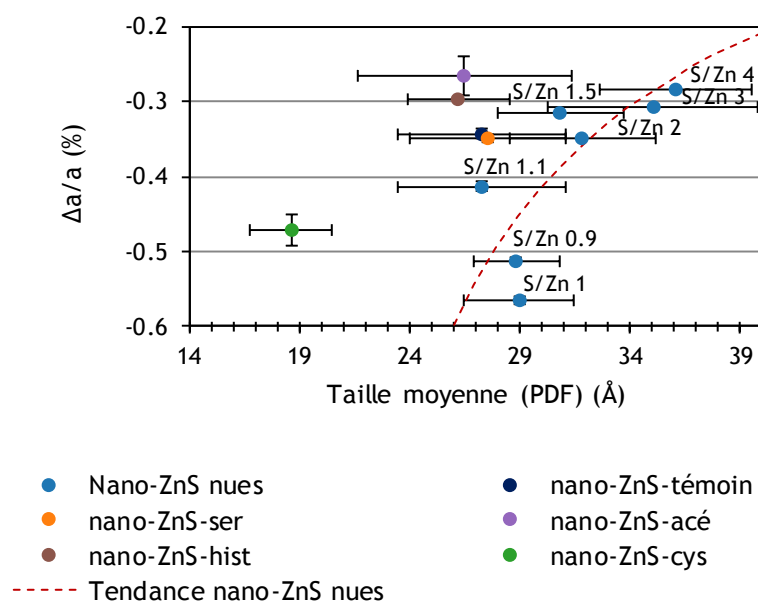 -0.2
-0.3
-0.4
-0.5
-0.6
Δa/a (%)
S/Zn 4
S/Zn 1.5
S/Zn 3
S/Zn 2
S/Zn 1.1
S/Zn 0.9
S/Zn 1
14 19 24 29 34 39
Taille moyenne (PDF) (Å)
Nano-ZnS nues nano-ZnS-témoin
nano-ZnS-ser nano-ZnS-acé
nano-ZnS-hist nano-ZnS-cys
Tendance nano-ZnS nues